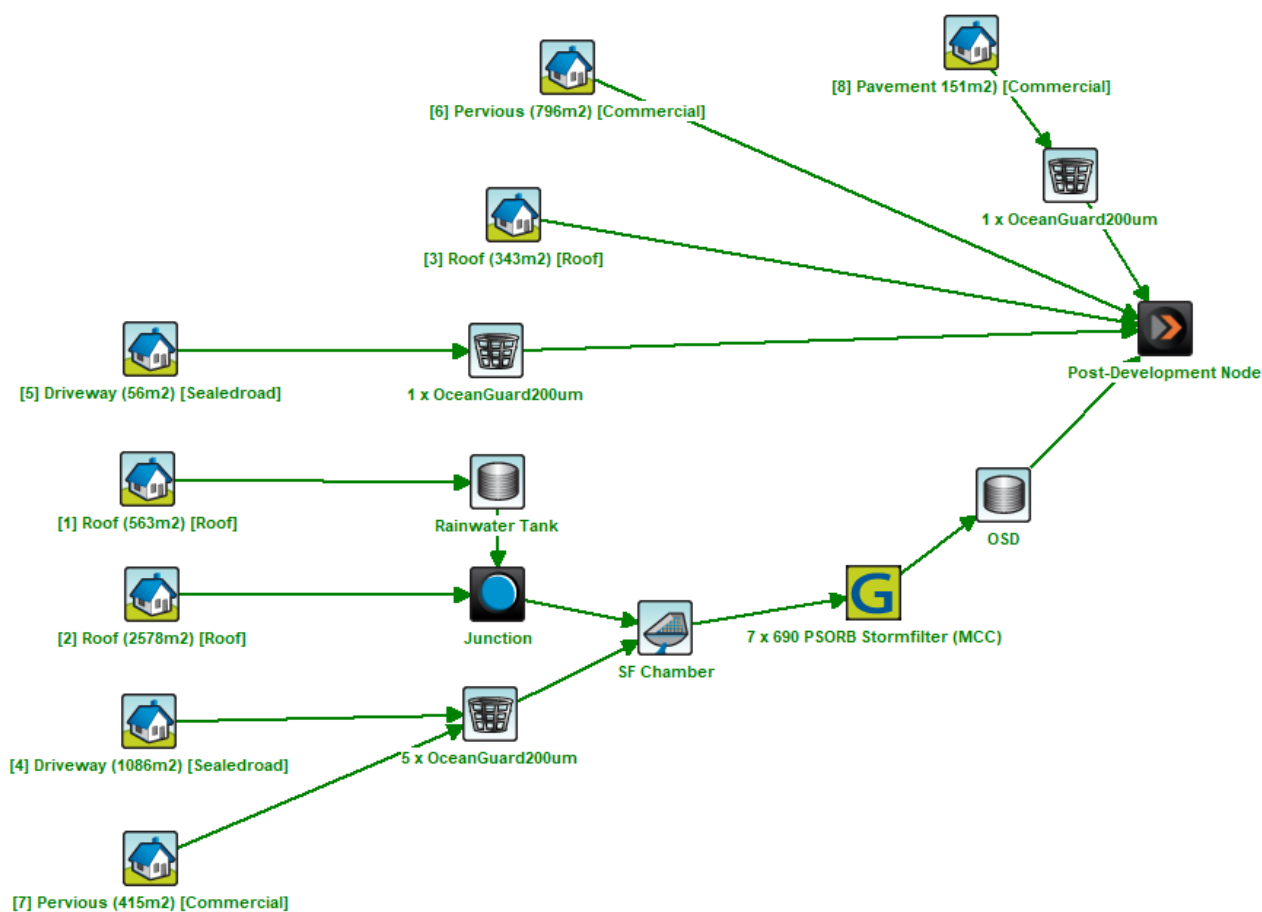 [8] Pavement 151m2) [Commercial]
[6] Pervious (796m2) [Commercial]
1 x OceanGuard200um
[3] Roof (343m2) [Roof]
Post-Development Node
[5] Driveway (56m2) [Sealedroad]
1 x OceanGuard200um
[1] Roof (563m2) [Roof]
Rainwater Tank
OSD
[2] Roof (2578m2) [Roof]
Junction
G
7 x 690 PSORB Stormfilter (MCC)
SF Chamber
[4] Driveway (1086m2) [Sealedroad]
5 x OceanGuard200um
[7] Pervious (415m2) [Commercial]